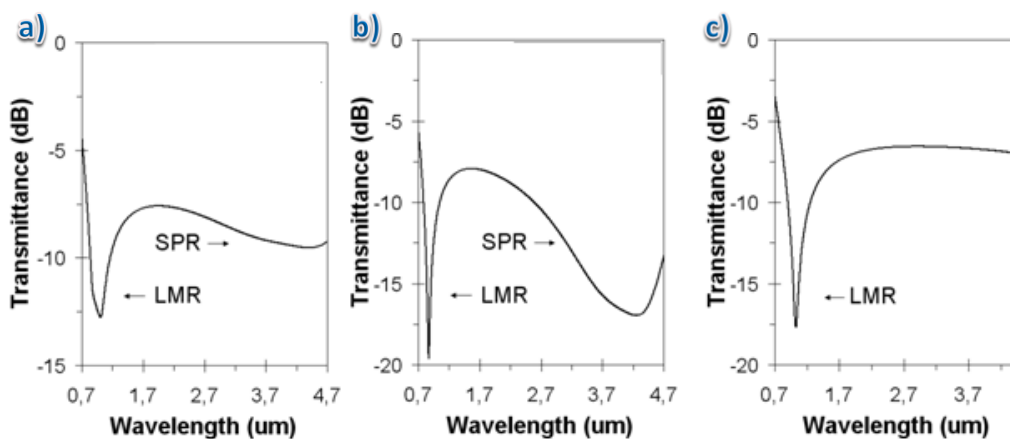 a)
Transmittance (dB)
0
-5
-10
-15
SPR →
← LMR
0,7 1,7 2,7 3,7 4,7
Wavelength (um)
b)
Transmittance (dB)
0
-5
-10
-15
-20
SPR →
← LMR
0,7 1,7 2,7 3,7 4,7
Wavelength (um)
c)
Transmittance (dB)
0
-5
-10
-15
-20
← LMR
0,7 1,7 2,7 3,7
Wavelength (um)